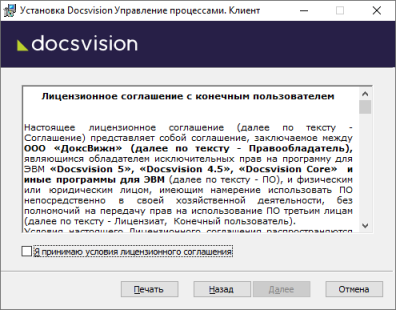 Установка Docsvision Управление процессами. Клиент
docsvision
Лицензионное соглашение с конечным пользователем
Настоящее лицензионное соглашение (далее по тексту -
Соглашение) представляет собой соглашение, заключаемое между
ООО «ДоксВижн» (далее по тексту - Правообладатель),
являющимся обладателем исключительных прав на программу для
ЭВМ «Docsvision 5», «Docsvision 4.5», «Docsvision Core» и
иные программы для ЭВМ (далее по тексту - ПО), и физическим
или юридическим лицом, имеющим намерение использовать ПО
непосредственно в своей хозяйственной деятельности, без
полномочий на передачу прав на использование ПО третьим лицам
(далее по тексту - Лицензиат, Конечный пользователь).
Условия настоящего Лицензионного соглашения распространяются
Я принимаю условия лицензионного соглашения
Печать
Назад
Далее
Отмена